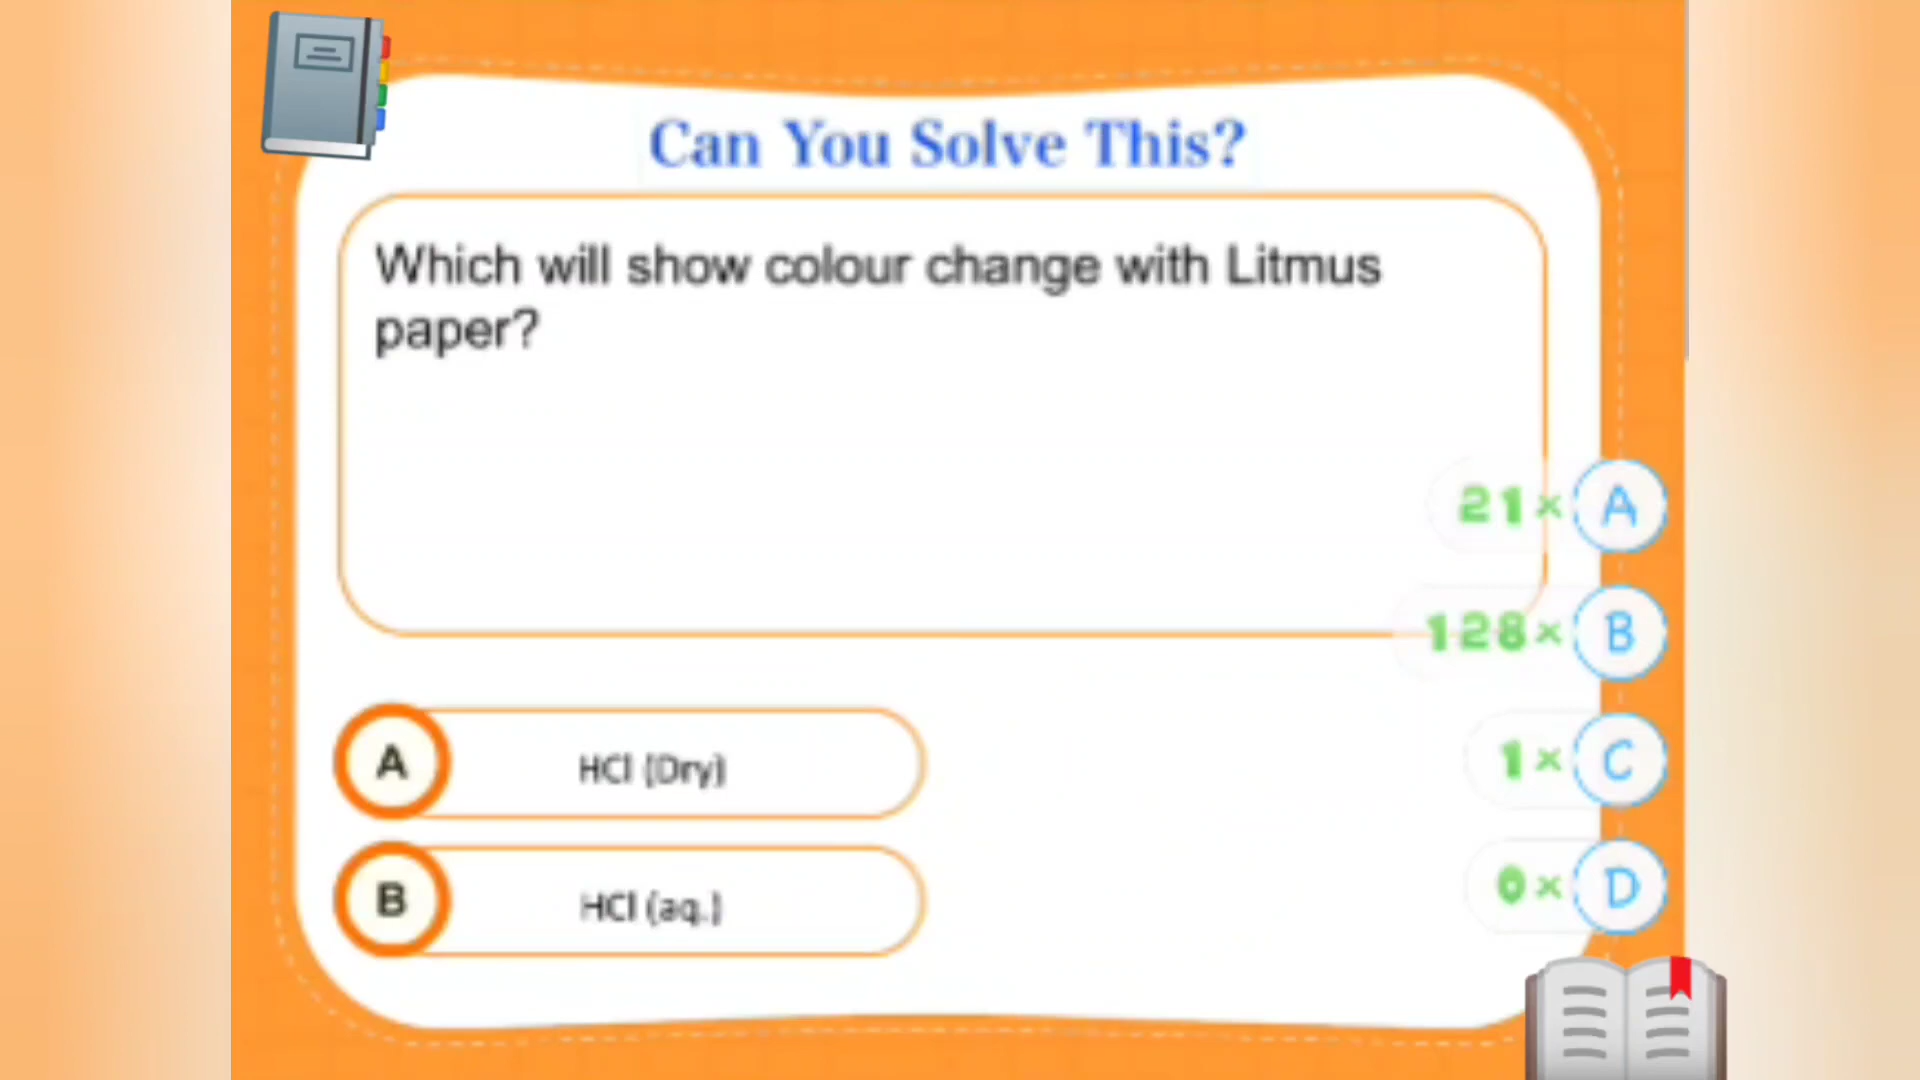 Can You Solve This?
Which will show colour change with Litmus
paper?
21× A
128× B
1× C
0× D
A HCl (Dry)
B HCl (aq.)